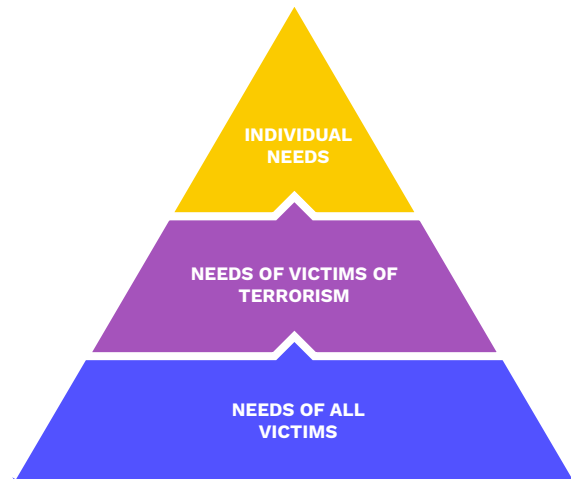 INDIVIDUAL
NEEDS
NEEDS OF VICTIMS OF
TERRORISM
NEEDS OF ALL
VICTIMS